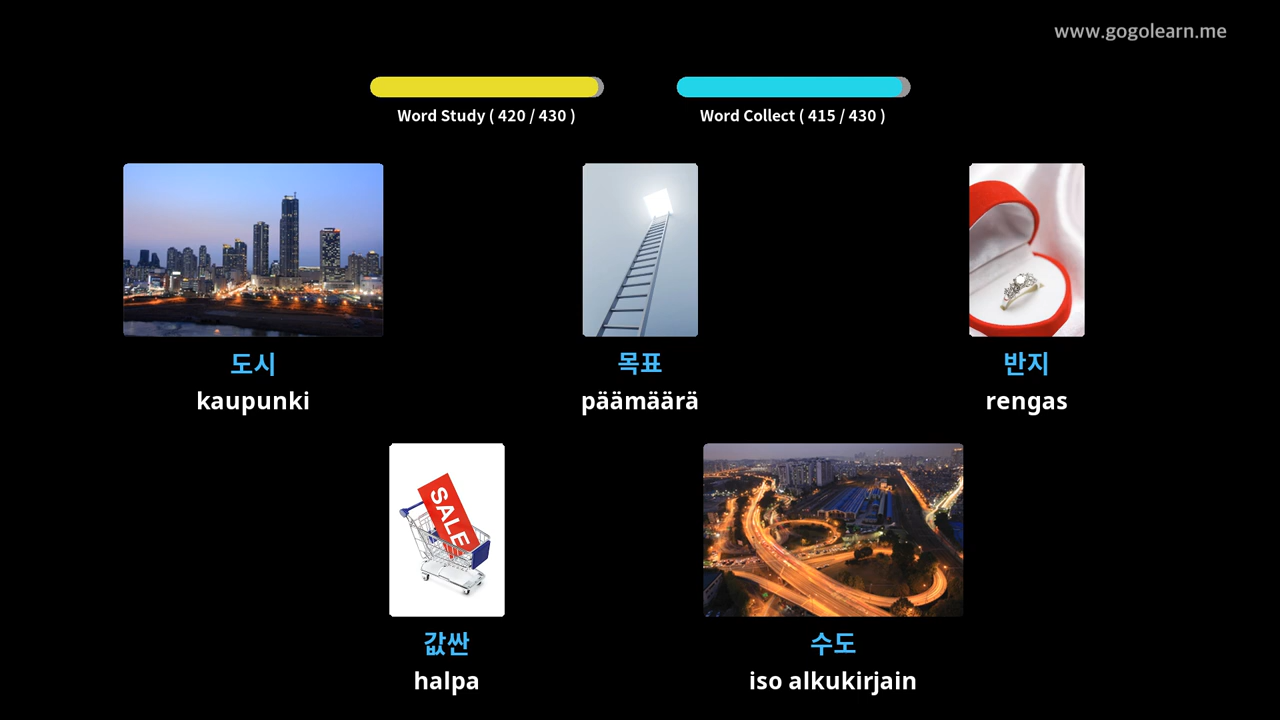 www.gogolearn.me
Word Study ( 420 / 430 )
Word Collect ( 415 / 430 )
도시
kaupunki
목표
päämäärä
반지
rengas
SALE
값싼
halpa
수도
iso alkukirjain